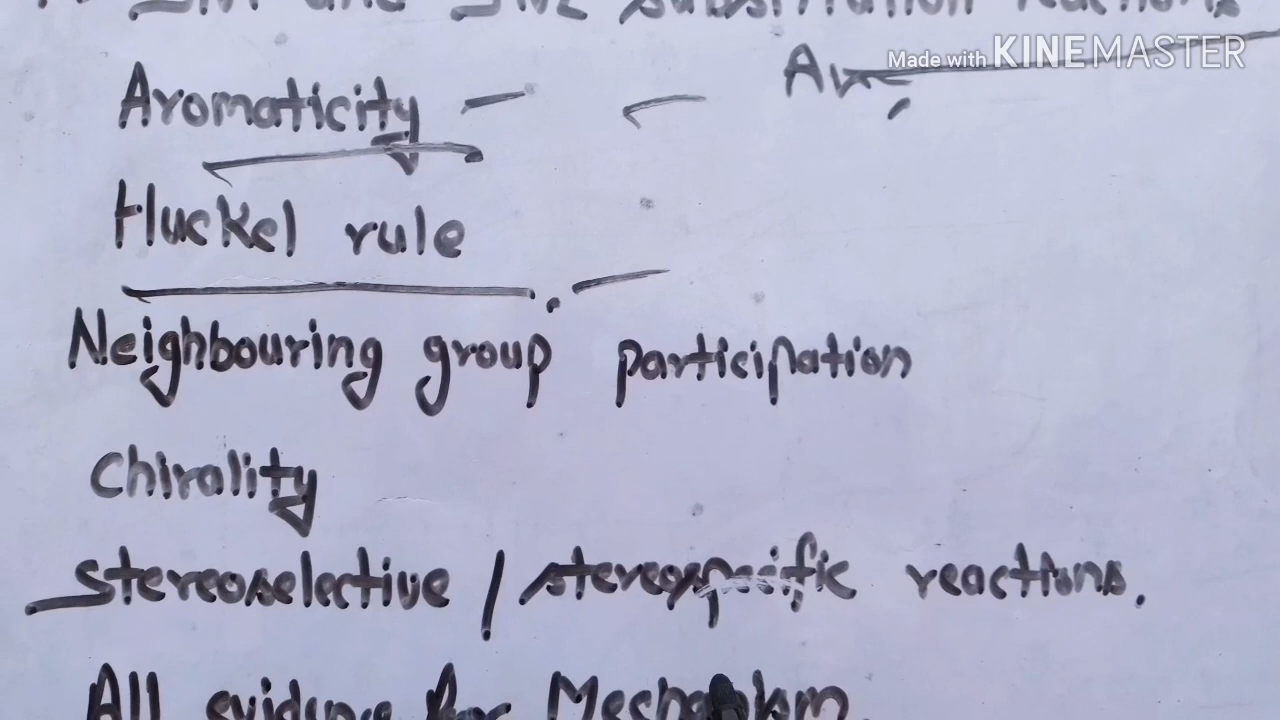 SN1 and SN2 substitution reactions
Made with KINEMASTER
Aromaticity -
Huckel rule
Neighbouring group participation
Chirality
stereoselective / stereospecific reactions.
All evidence for Mechanism.